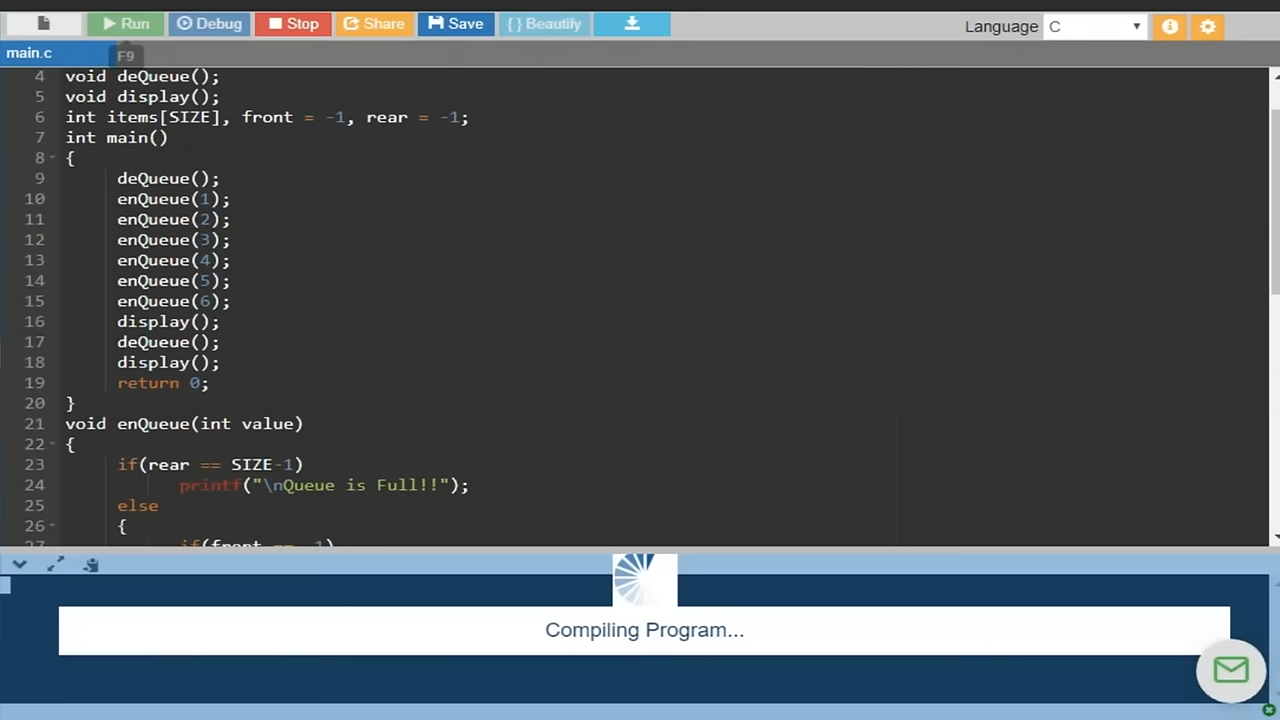 Run Debug Stop Share Save { } Beautify Language C
main.c F9
4 void deQueue();
5 void display();
6 int items[SIZE], front = -1, rear = -1;
7 int main()
8 {
9 deQueue();
10 enQueue(1);
11 enQueue(2);
12 enQueue(3);
13 enQueue(4);
14 enQueue(5);
15 enQueue(6);
16 display();
17 deQueue();
18 display();
19 return 0;
20 }
21 void enQueue(int value)
22 {
23 if(rear == SIZE-1)
24 printf("\nQueue is Full!!");
25 else
26 {
27 if(front == -1)
Compiling Program...